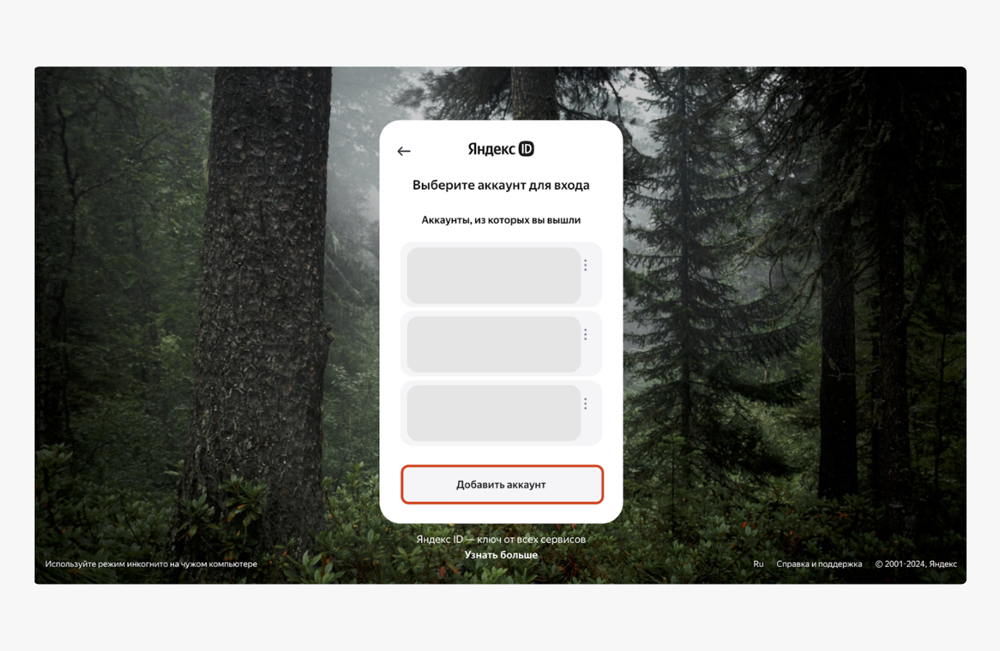 Яндекс ID
Выберите аккаунт для входа
Аккаунты, из которых вы вышли
Добавить аккаунт
Яндекс ID — ключ от всех сервисов
Узнать больше
Используйте режим инкогнито на чужом компьютере
Ru Справка и поддержка © 2001-2024, Яндекс